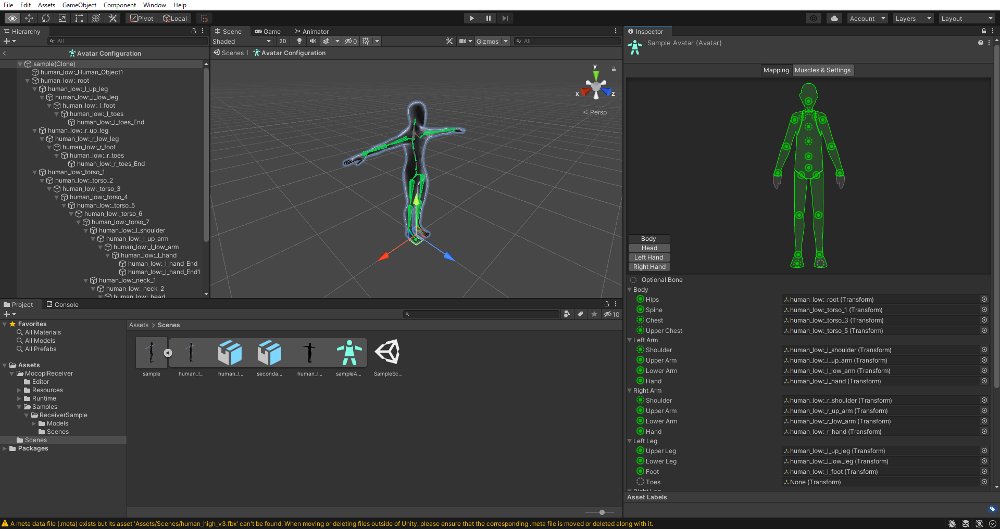 File Edit Assets GameObject Component Window Help
Pivot Local Account Layers Layout
Hierarchy
All
Avatar Configuration
sample(Clone)
human_low:_Human_Object1
human_low:_root
human_low:_l_up_leg
human_low:_l_low_leg
human_low:_l_foot
human_low:_l_toes
human_low:_l_toes_End
human_low:_r_up_leg
human_low:_r_low_leg
human_low:_r_foot
human_low:_r_toes
human_low:_r_toes_End
human_low:_torso_1
human_low:_torso_2
human_low:_torso_3
human_low:_torso_4
human_low:_torso_5
human_low:_torso_6
human_low:_torso_7
human_low:_l_shoulder
human_low:_l_up_arm
human_low:_l_low_arm
human_low:_l_hand
human_low:_l_hand_End
human_low:_l_hand_End1
human_low:_neck_1
human_low:_neck_2
human_low:_head
Scene Game Animator
Shaded 2D 0 Gizmos All
Scenes Avatar Configuration
y
x z
Persp
Project Console
10
Favorites
All Materials
All Models
All Prefabs
Assets
MocopiReceiver
Editor
Resources
Runtime
Samples
ReceiverSample
Models
Scenes
Scenes
Packages
Assets > Scenes
sample human_l... human_l... seconda... human_l... sampleA... SampleSc...
Inspector
Sample Avatar (Avatar)
Mapping Muscles & Settings
Body
Head
Left Hand
Right Hand
Optional Bone
Body
Hips human_low:_root (Transform)
Spine human_low:_torso_1 (Transform)
Chest human_low:_torso_3 (Transform)
Upper Chest human_low:_torso_5 (Transform)
Left Arm
Shoulder human_low:_l_shoulder (Transform)
Upper Arm human_low:_l_up_arm (Transform)
Lower Arm human_low:_l_low_arm (Transform)
Hand human_low:_l_hand (Transform)
Right Arm
Shoulder human_low:_r_shoulder (Transform)
Upper Arm human_low:_r_up_arm (Transform)
Lower Arm human_low:_r_low_arm (Transform)
Hand human_low:_r_hand (Transform)
Left Leg
Upper Leg human_low:_l_up_leg (Transform)
Lower Leg human_low:_l_low_leg (Transform)
Foot human_low:_l_foot (Transform)
Toes None (Transform)
Right Leg
Asset Labels
A meta data file (.meta) exists but its asset 'Assets/Scenes/human_high_v3.fbx' can't be found. When moving or deleting files outside of Unity, please ensure that the corresponding .meta file is moved or deleted along with it.